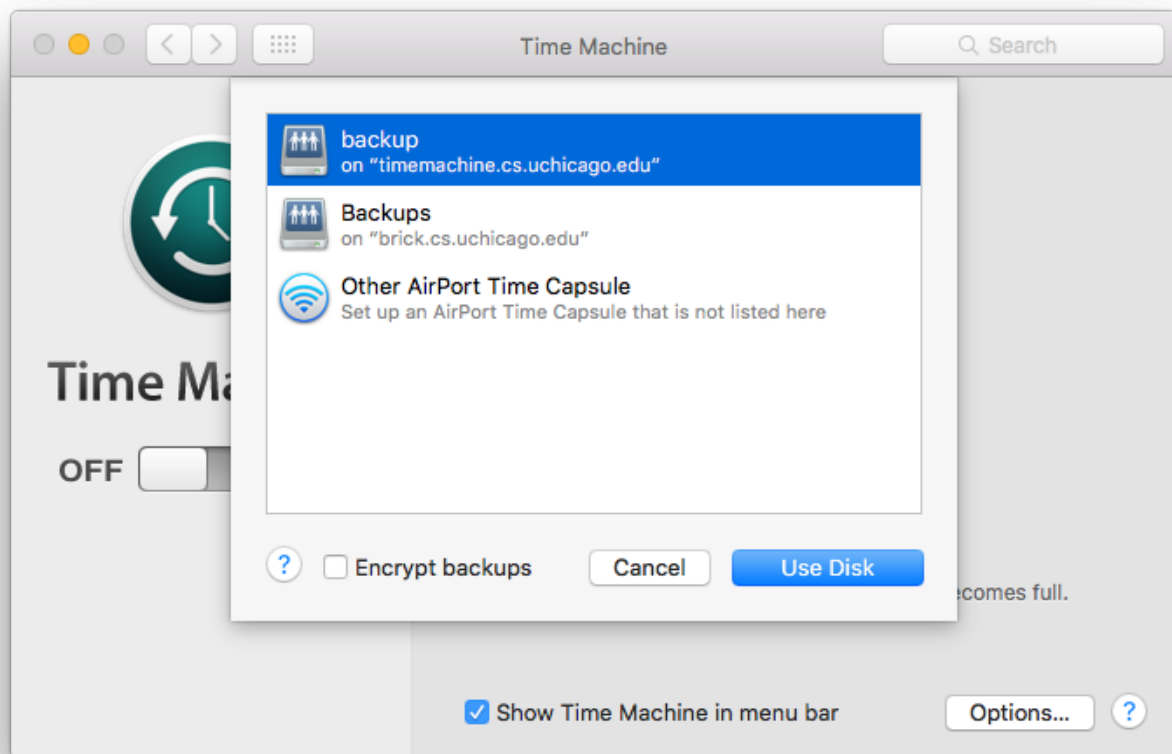 Time Machine
Search
backup
on “timemachine.cs.uchicago.edu”
Backups
on “brick.cs.uchicago.edu”
Other AirPort Time Capsule
Set up an AirPort Time Capsule that is not listed here
Time Ma
OFF
?
Encrypt backups
Cancel
Use Disk
ecomes full.
Show Time Machine in menu bar
Options...
?